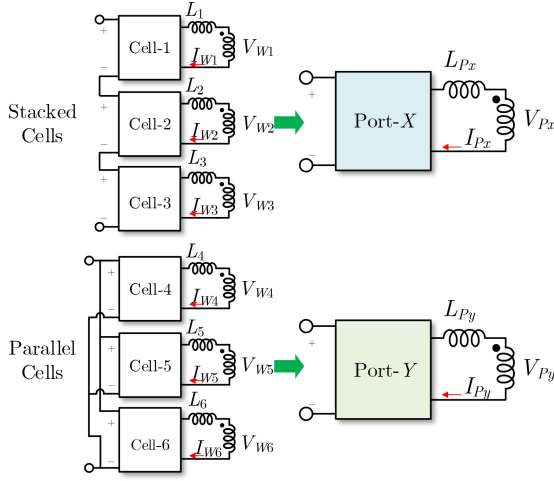 L1
Cell-1
IW1
VW1
L2
Stacked
Cells
Cell-2
IW2
VW2
L3
Cell-3
IW3
VW3
LPx
Port-X
IPx
VPx
L4
Cell-4
IW4
VW4
L5
Parallel
Cells
Cell-5
IW5
VW5
L6
Cell-6
IW6
VW6
LPy
Port-Y
IPy
VPy